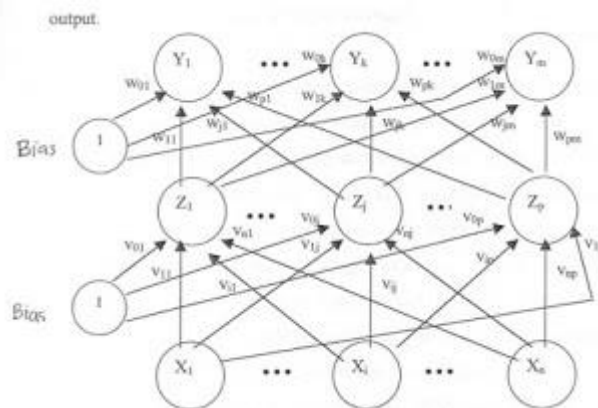 output.
Y1 ... w0k Yk ... w0m Ym
w01 wp1 w1k wpk w1m
w11 wj1 wjk wjm wpm
Bias 1
Z1 ... v0j Zj ... v0p Zp
v01 vn1 v1j vnj v1
v11 vi1 vij vip vnp
Bias 1
X1 ... Xi ... Xn